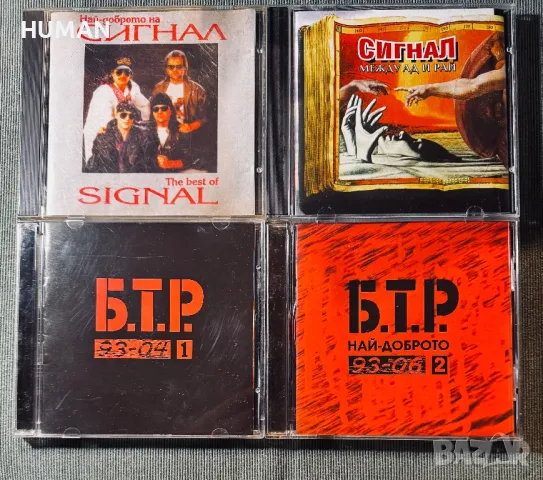 HUMAN
Най-доброто на
СИГНАЛ
The best of
SIGNAL
СИГНАЛ
МЕЖДУ АД И РАЙ
Б.Т.Р.
93-04 1
Б.Т.Р.
НАЙ-ДОБРОТО
93-06 2
BAZAR